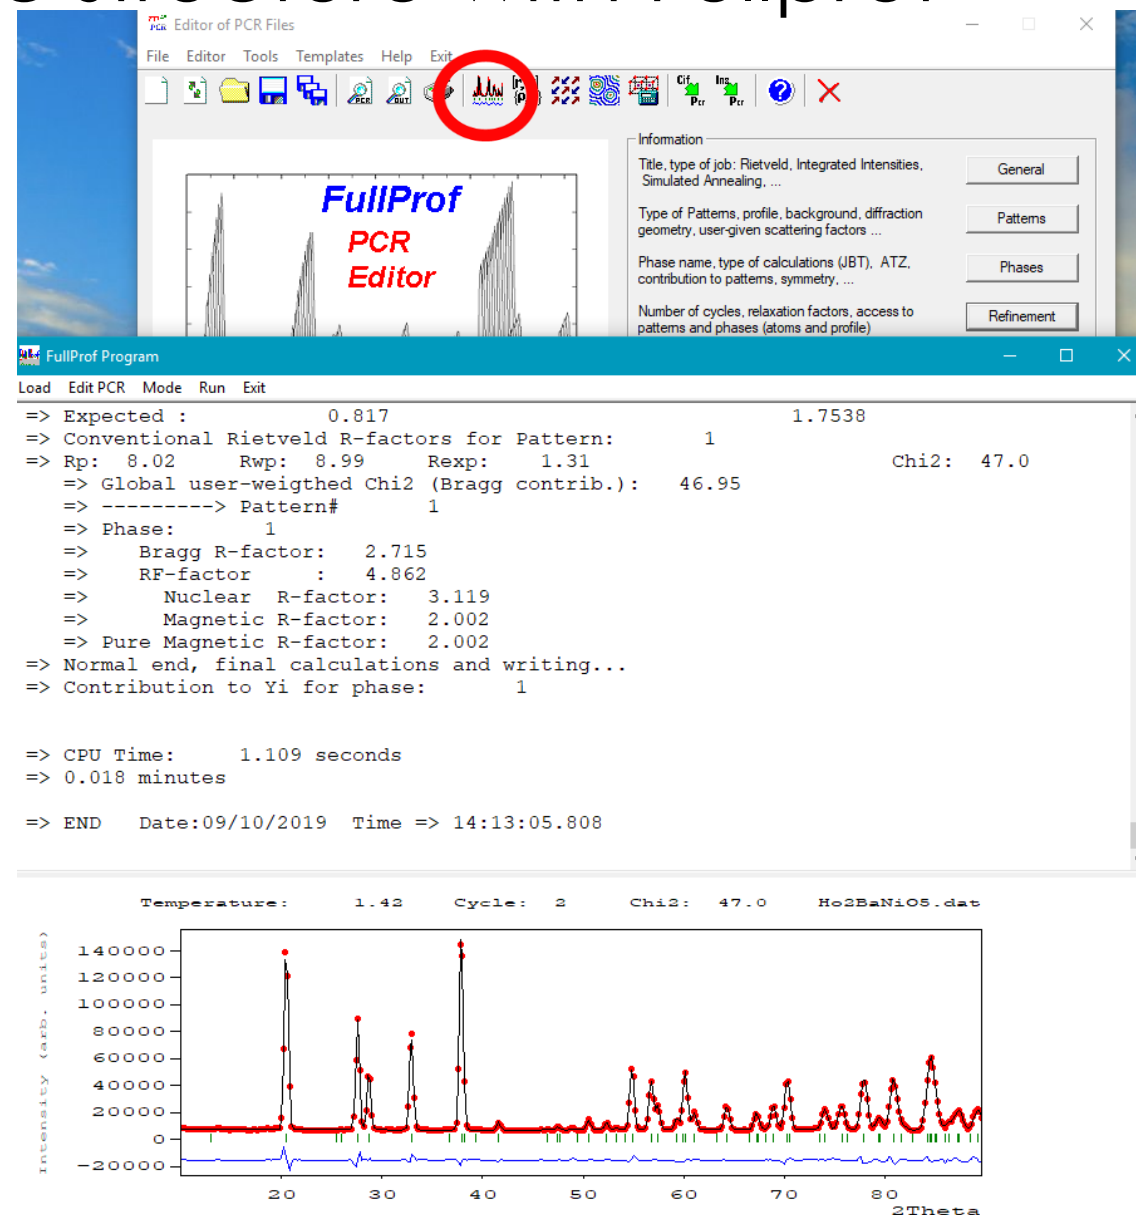 with Fullprof
Editor of PCR Files
File Editor Tools Templates Help Exit
PCR OUT Cif Pcr Ins Pcr
Information
Title, type of job: Rietveld, Integrated Intensities,
Simulated Annealing, ...
General
Type of Patterns, profile, background, diffraction
geometry, user-given scattering factors ...
Patterns
Phase name, type of calculations (JBT), ATZ,
contribution to patterns, symmetry, ...
Phases
Number of cycles, relaxation factors, access to
patterns and phases (atoms and profile)
Refinement
FullProf
PCR
Editor
FullProf Program
Load Edit PCR Mode Run Exit
=> Expected : 0.817 1.7538
=> Conventional Rietveld R-factors for Pattern: 1
=> Rp: 8.02 Rwp: 8.99 Rexp: 1.31 Chi2: 47.0
=> Global user-weigthed Chi2 (Bragg contrib.): 46.95
=> ---------> Pattern# 1
=> Phase: 1
=> Bragg R-factor: 2.715
=> RF-factor : 4.862
=> Nuclear R-factor: 3.119
=> Magnetic R-factor: 2.002
=> Pure Magnetic R-factor: 2.002
=> Normal end, final calculations and writing...
=> Contribution to Yi for phase: 1
=> CPU Time: 1.109 seconds
=> 0.018 minutes
=> END Date:09/10/2019 Time => 14:13:05.808
Temperature: 1.42 Cycle: 2 Chi2: 47.0 Ho2BaNiO5.dat
Intensity (arb. units)
140000
120000
100000
80000
60000
40000
20000
0
-20000
20 30 40 50 60 70 80
2Theta